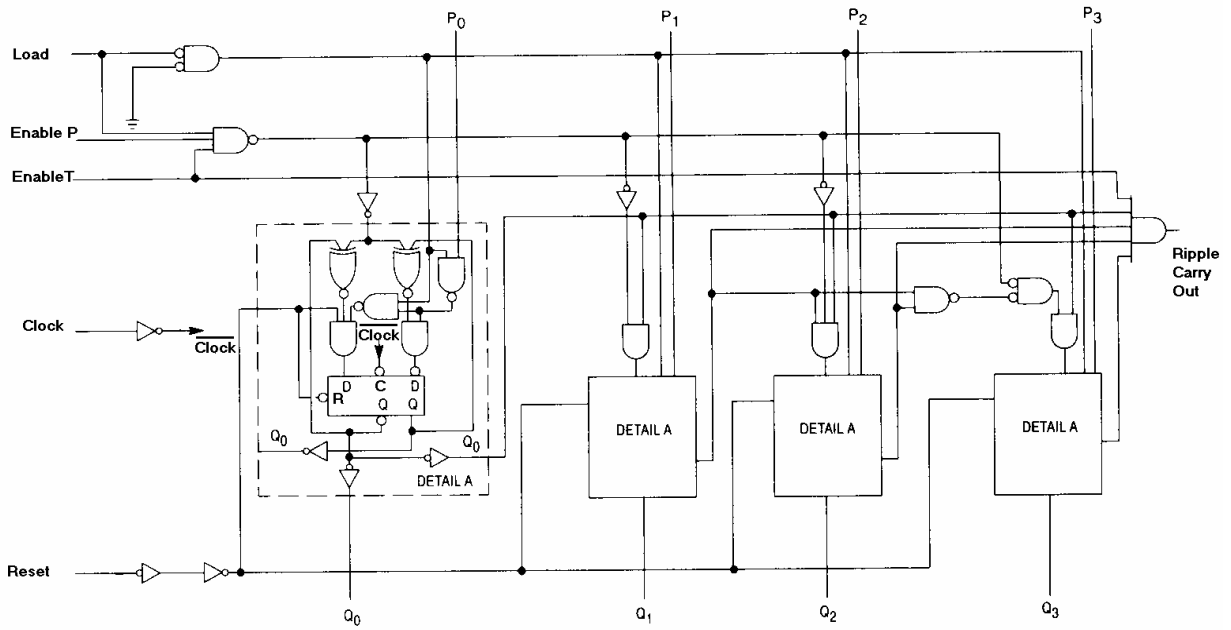 P0
P1
P2
P3
Load
Enable P
EnableT
Ripple
Carry
Out
Clock
Clock
Clock
D
C
D
R
Q
Q
Q0
Q0
DETAIL A
DETAIL A
DETAIL A
DETAIL A
Reset
Q0
Q1
Q2
Q3